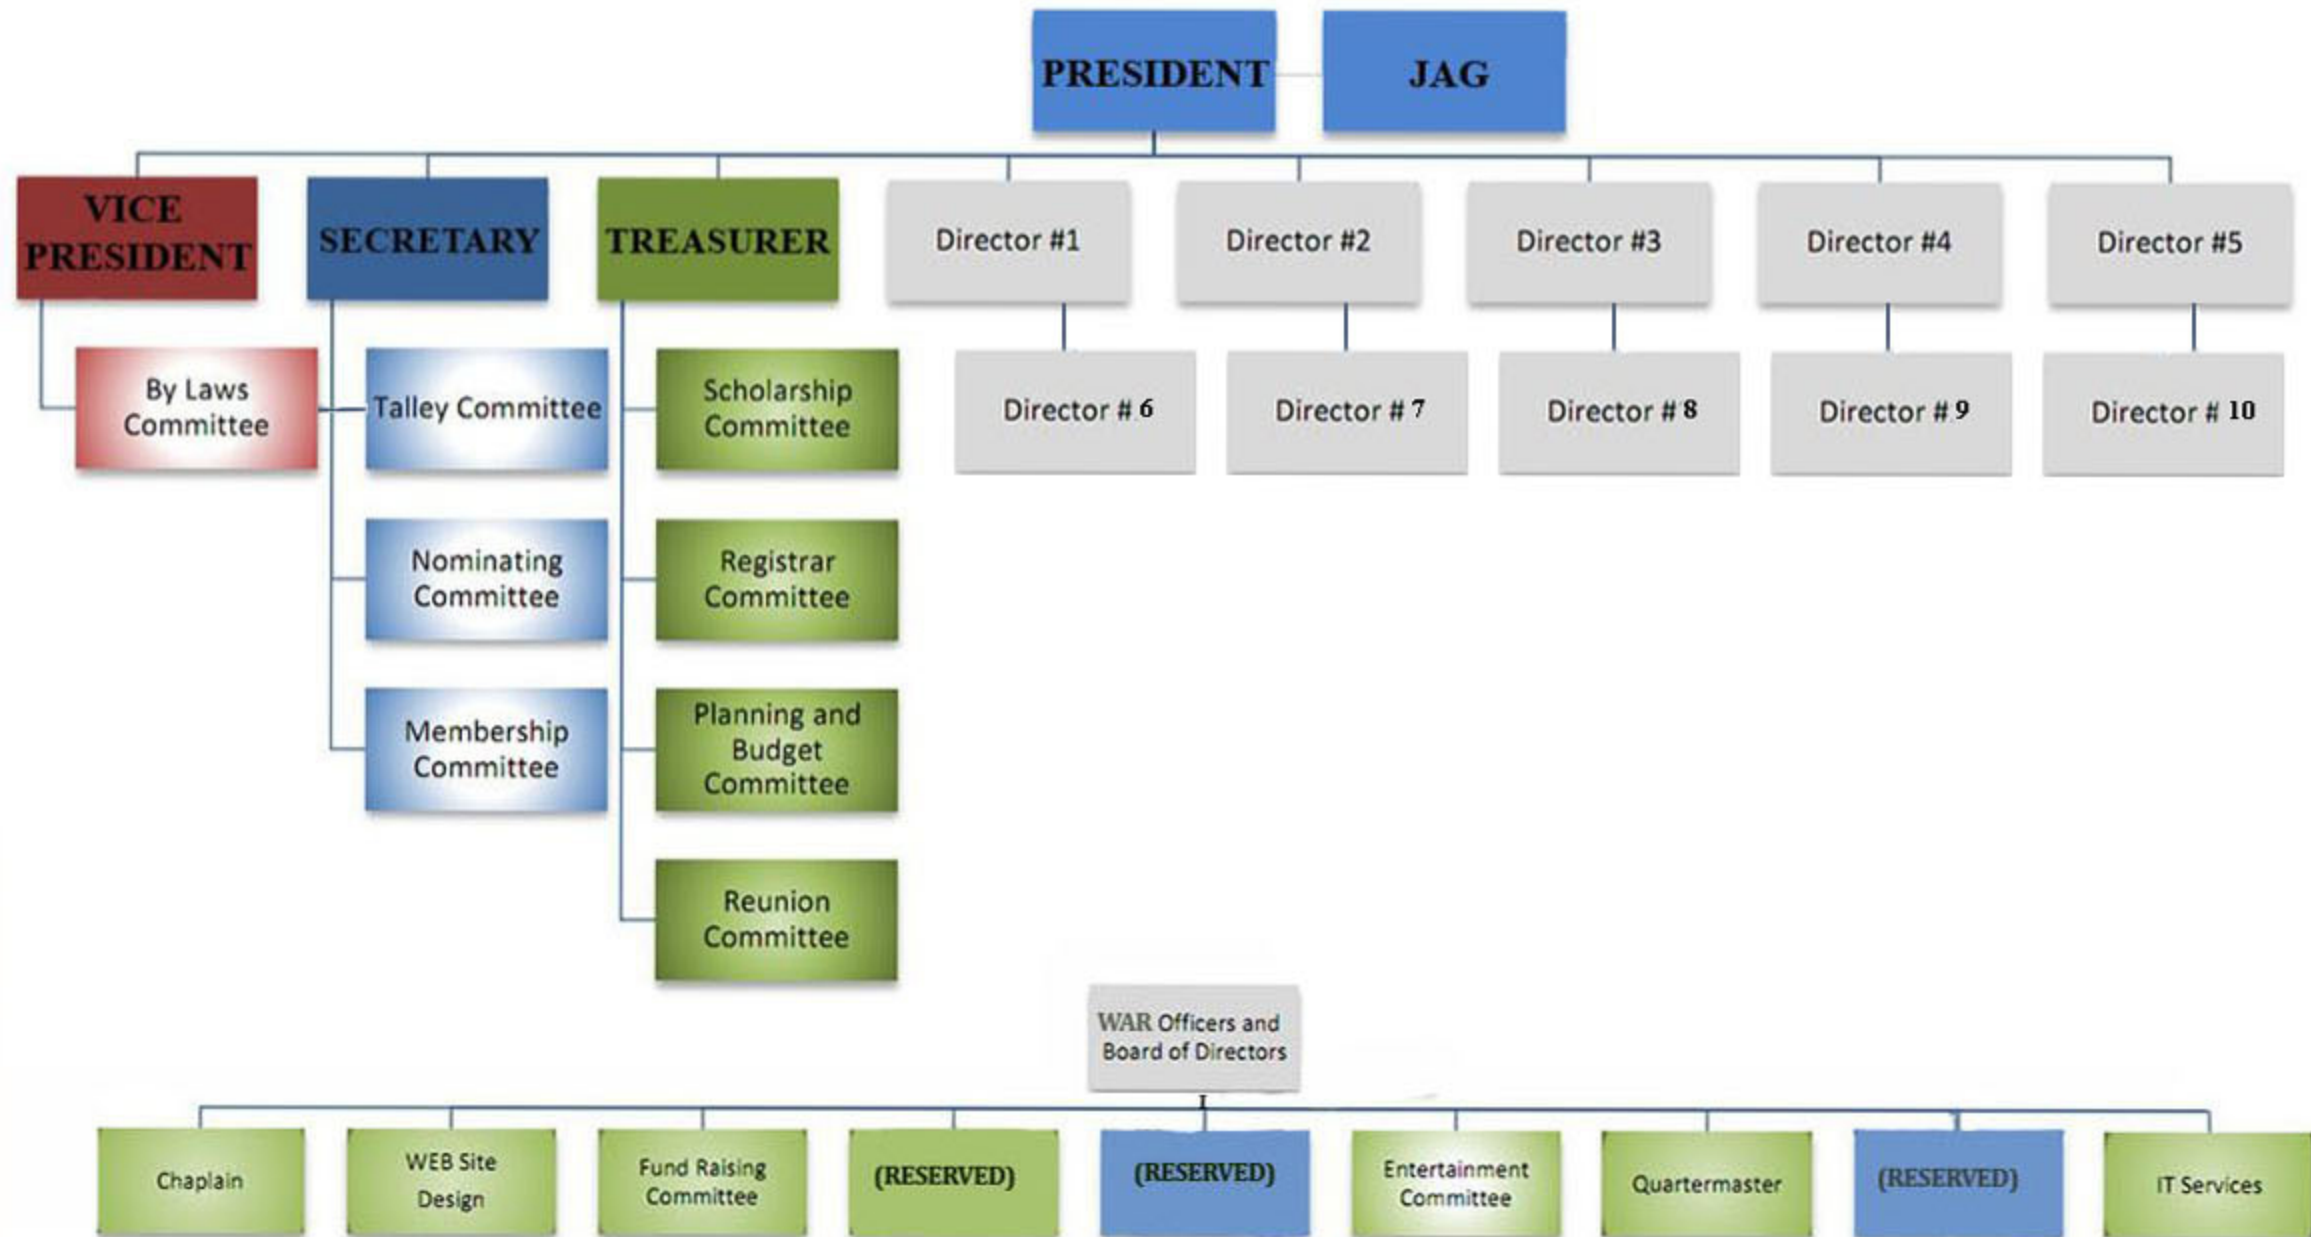 PRESIDENT
JAG
VICE
PRESIDENT
SECRETARY
TREASURER
Director #1
Director #2
Director #3
Director #4
Director #5
By Laws
Committee
Talley Committee
Scholarship
Committee
Director # 6
Director # 7
Director # 8
Director # 9
Director # 10
Nominating
Committee
Registrar
Committee
Membership
Committee
Planning and
Budget
Committee
Reunion
Committee
WAR Officers and
Board of Directors
I
Chaplain
WEB Site
Design
Fund Raising
Committee
(RESERVED)
(RESERVED)
Entertainment
Committee
Quartermaster
(RESERVED)
IT Services